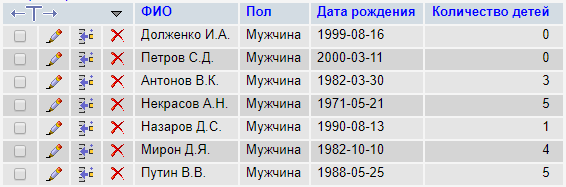 ФИО Пол Дата рождения Количество детей
Долженко И.А. Мужчина 1999-08-16 0
Петров С.Д. Мужчина 2000-03-11 0
Антонов В.К. Мужчина 1982-03-30 3
Некрасов А.Н. Мужчина 1971-05-21 5
Назаров Д.С. Мужчина 1990-08-13 1
Мирон Д.Я. Мужчина 1982-10-10 4
Путин В.В. Мужчина 1988-05-25 5